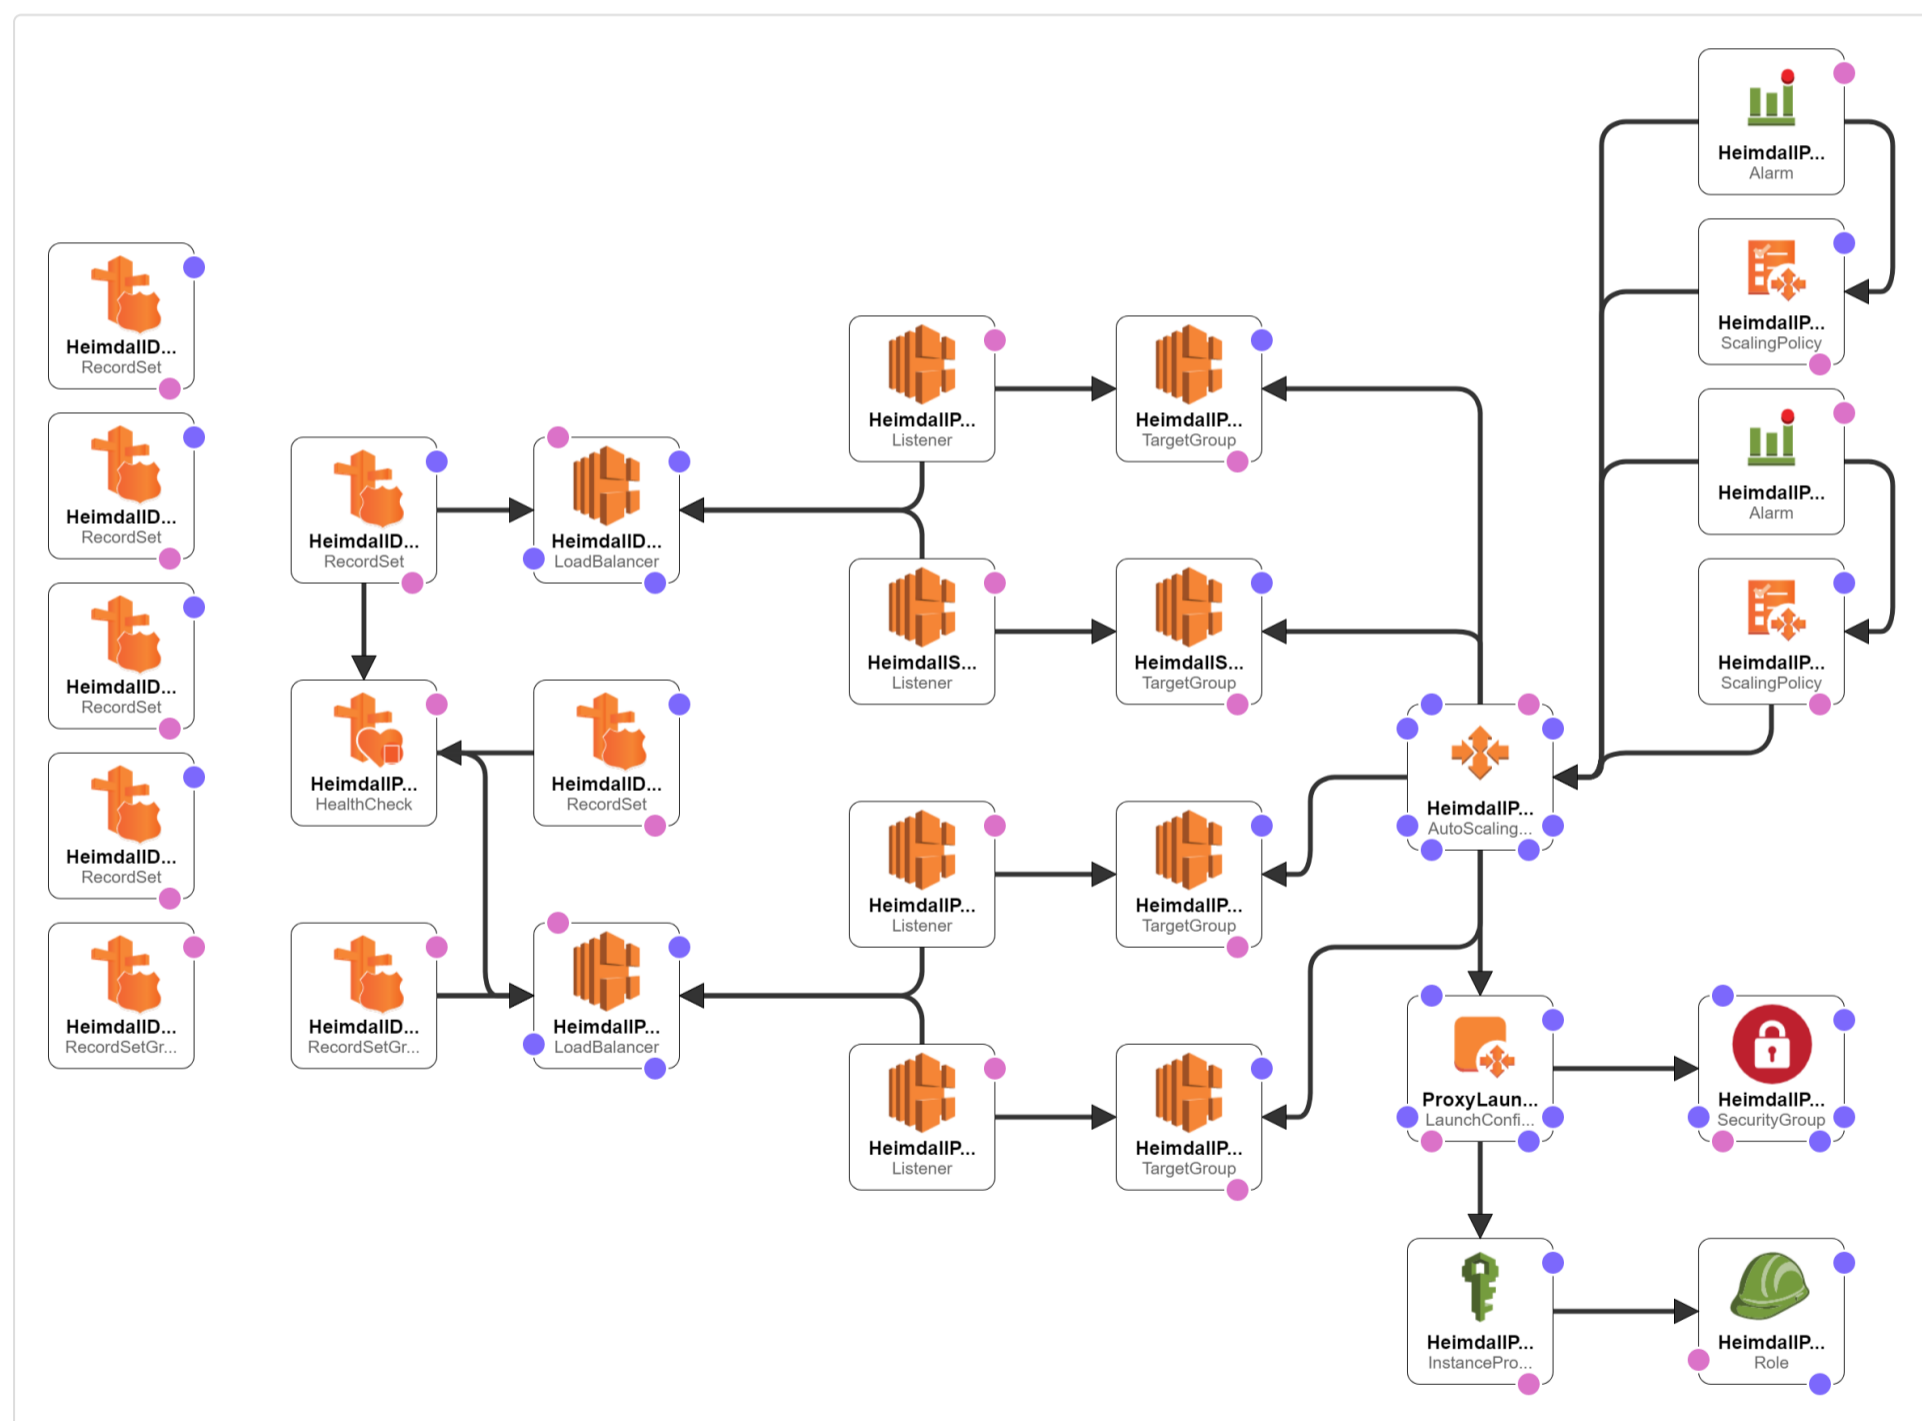 HeimdallP...
Alarm
HeimdallP...
ScalingPolicy
HeimdallD...
RecordSet
HeimdallP...
Listener
HeimdallP...
TargetGroup
HeimdallP...
Alarm
HeimdallD...
RecordSet
HeimdallD...
RecordSet
HeimdallD...
LoadBalancer
HeimdallS...
Listener
HeimdallS...
TargetGroup
HeimdallP...
ScalingPolicy
HeimdallD...
RecordSet
HeimdallP...
HealthCheck
HeimdallD...
RecordSet
HeimdallP...
AutoScaling...
HeimdallD...
RecordSet
HeimdallP...
Listener
HeimdallP...
TargetGroup
HeimdallD...
RecordSetGr...
HeimdallD...
RecordSetGr...
HeimdallP...
LoadBalancer
ProxyLaun...
LaunchConfi...
HeimdallP...
SecurityGroup
HeimdallP...
Listener
HeimdallP...
TargetGroup
HeimdallP...
InstancePro...
HeimdallP...
Role